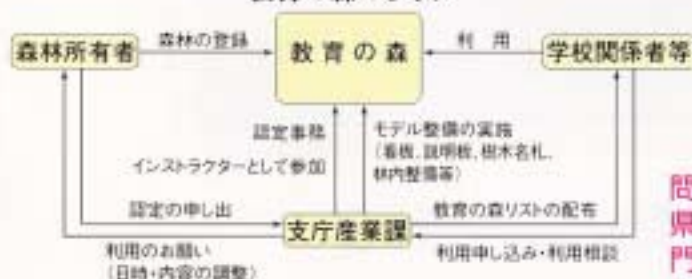 森林所有者
森林の登録
教育の森
利 用
学校関係者等
認定事務
インストラクターとして参加
モデル整備の実施
(看板、説明板、樹木名札、
林内整備等)
認定の申し出
支庁産業課
教育の森リストの配布
利用のお願い
(日時・内容の調整)
利用申し込み・利用相談
問
県
門